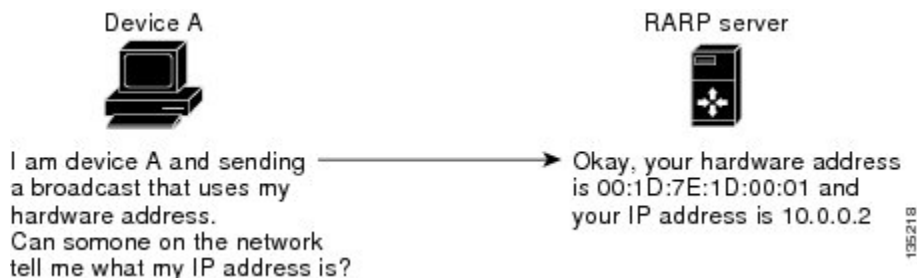 Device A
RARP server
I am device A and sending
a broadcast that uses my
hardware address.
Can somone on the network
tell me what my IP address is?
Okay, your hardware address
is 00:1D:7E:1D:00:01 and
your IP address is 10.0.0.2
135218